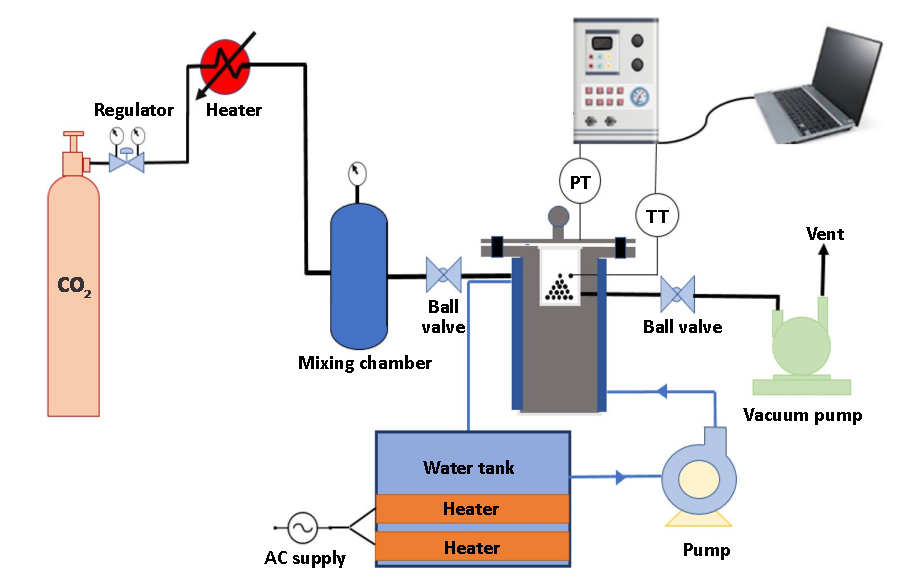 Regulator
Heater
PT
TT
Vent
CO₂
Ball
valve
Ball valve
Mixing chamber
Vacuum pump
Water tank
Heater
Heater
AC supply
Pump